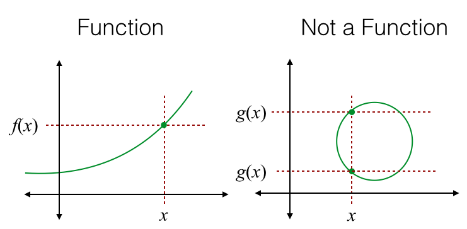 Function
f(x)
x
Not a Function
g(x)
g(x)
x